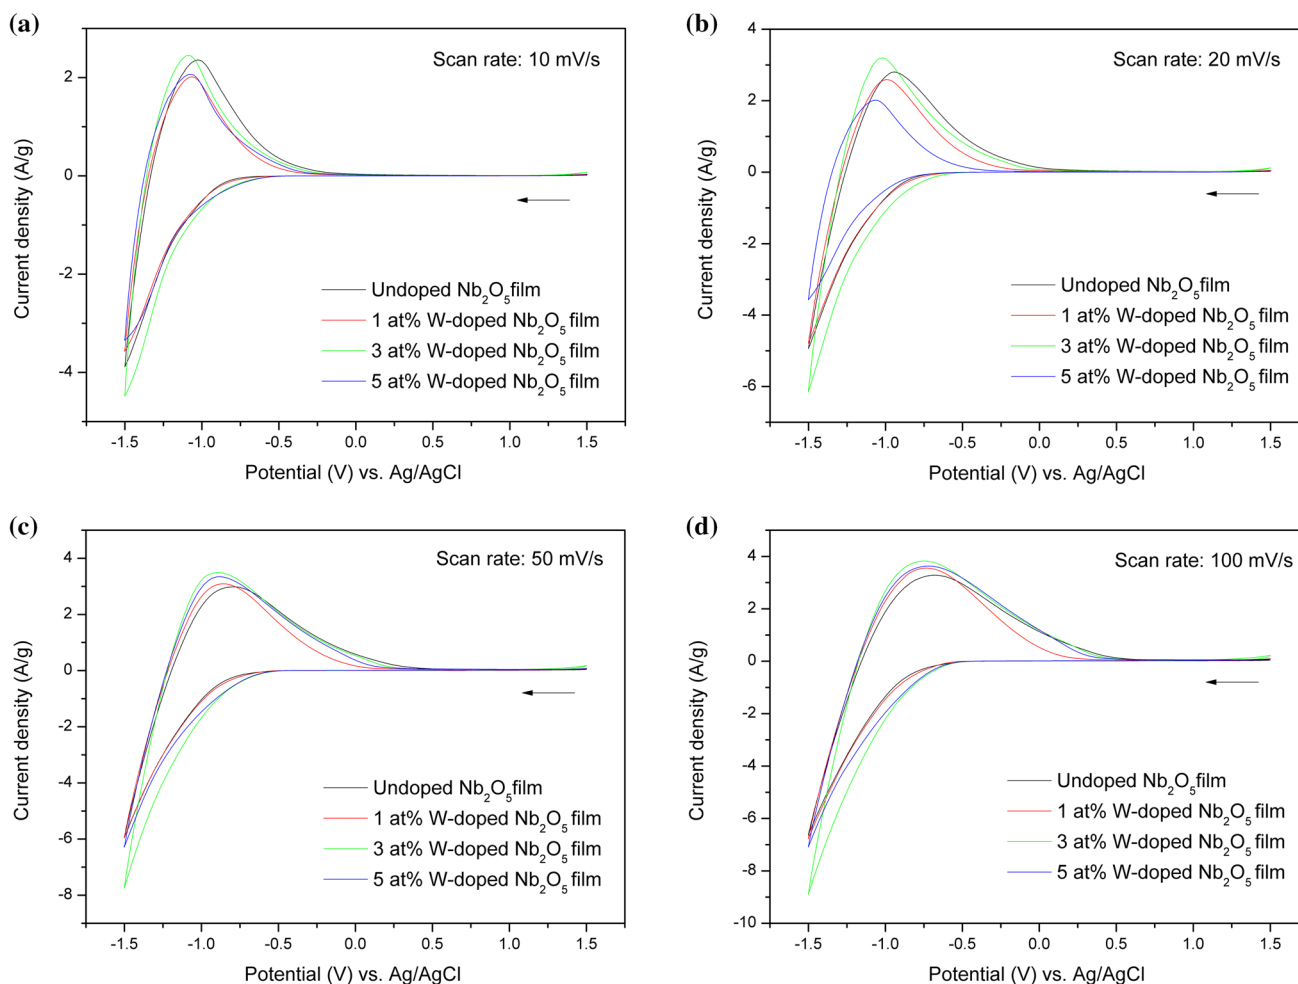 (a)
Scan rate: 10 mV/s
Current density (A/g)
2
0
-2
-4
Undoped Nb2O5 film
1 at% W-doped Nb2O5 film
3 at% W-doped Nb2O5 film
5 at% W-doped Nb2O5 film
-1.5 -1.0 -0.5 0.0 0.5 1.0 1.5
Potential (V) vs. Ag/AgCl
(b)
Scan rate: 20 mV/s
Current density (A/g)
4
2
0
-2
-4
-6
Undoped Nb2O5 film
1 at% W-doped Nb2O5 film
3 at% W-doped Nb2O5 film
5 at% W-doped Nb2O5 film
-1.5 -1.0 -0.5 0.0 0.5 1.0 1.5
Potential (V) vs. Ag/AgCl
(c)
Scan rate: 50 mV/s
Current density (A/g)
4
2
0
-2
-4
-6
-8
Undoped Nb2O5 film
1 at% W-doped Nb2O5 film
3 at% W-doped Nb2O5 film
5 at% W-doped Nb2O5 film
-1.5 -1.0 -0.5 0.0 0.5 1.0 1.5
Potential (V) vs. Ag/AgCl
(d)
Scan rate: 100 mV/s
Current density (A/g)
4
2
0
-2
-4
-6
-8
-10
Undoped Nb2O5 film
1 at% W-doped Nb2O5 film
3 at% W-doped Nb2O5 film
5 at% W-doped Nb2O5 film
-1.5 -1.0 -0.5 0.0 0.5 1.0 1.5
Potential (V) vs. Ag/AgCl